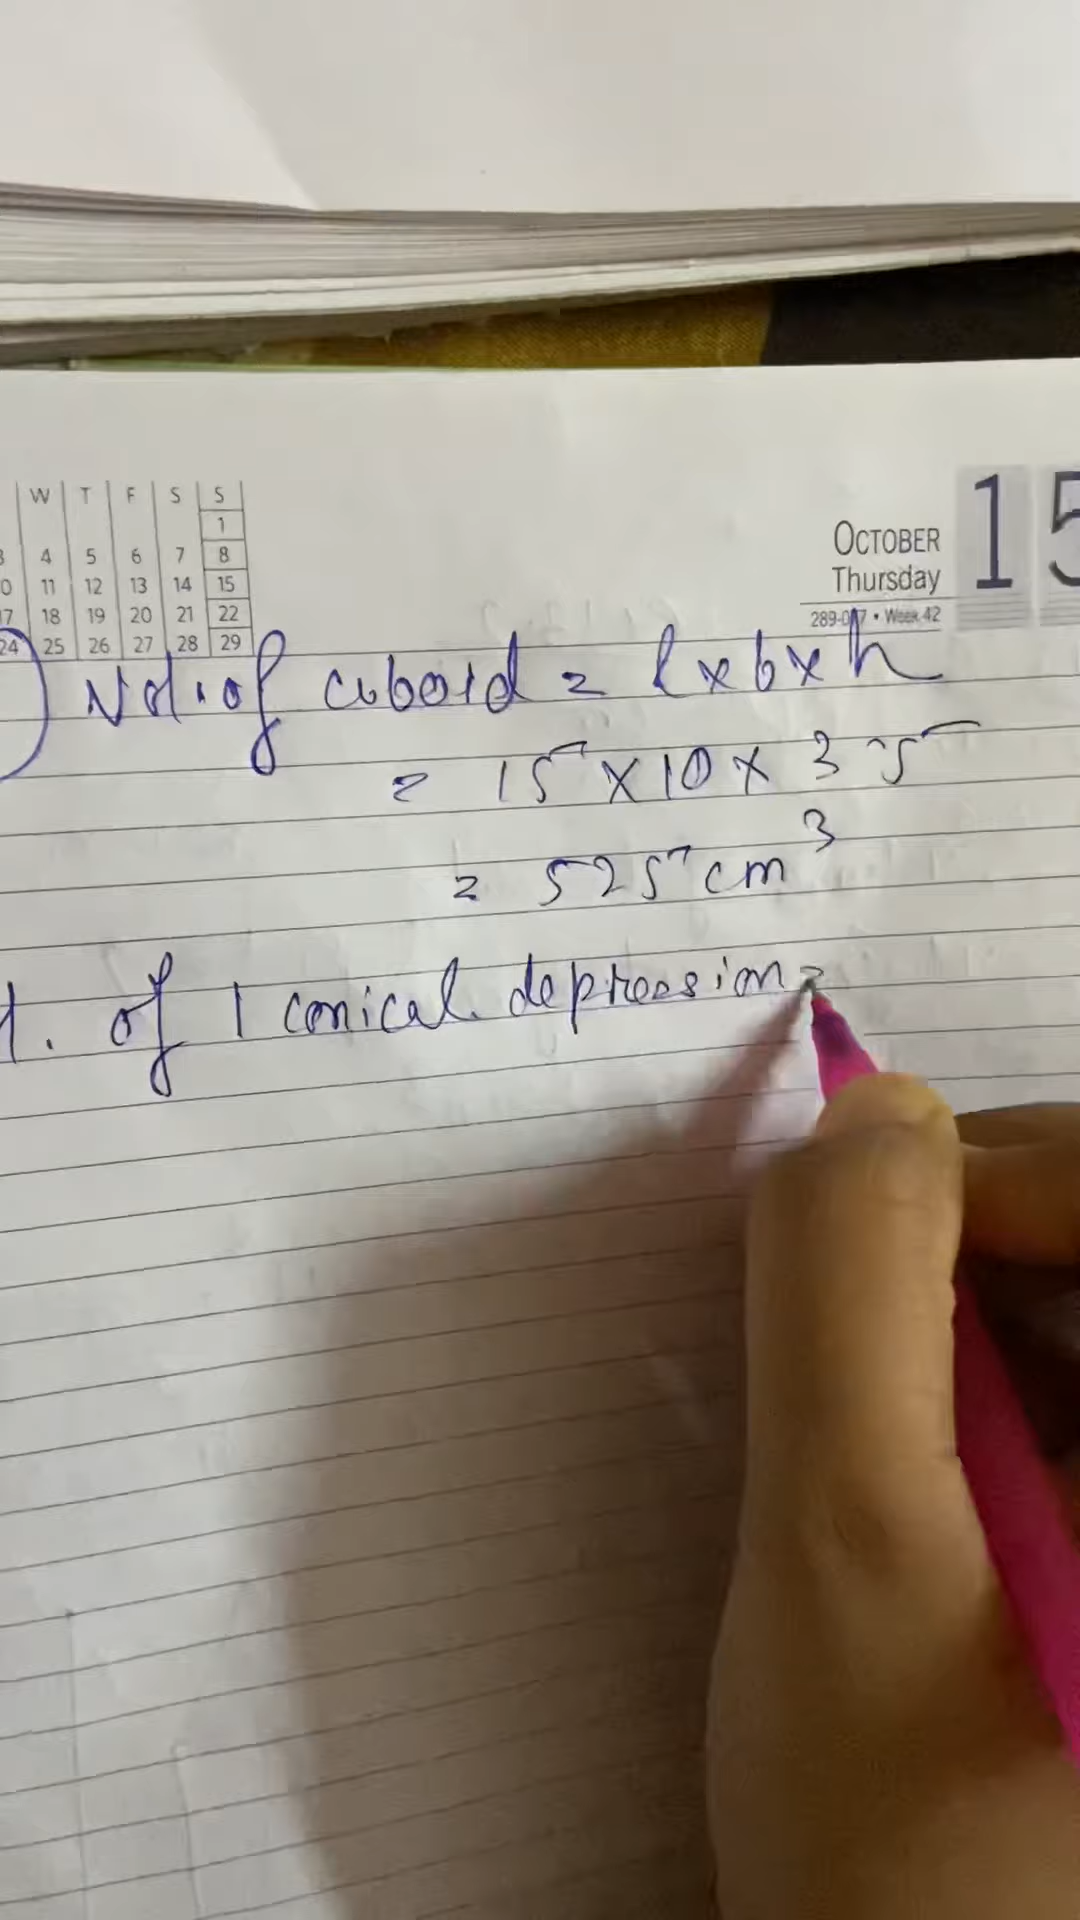 W T F S S
1
4 5 6 7 8
11 12 13 14 15
18 19 20 21 22
24 25 26 27 28 29
OCTOBER 15
Thursday
Week 42
Vol. of cuboid = l x b x h
= 15 x 10 x 3.5
= 525 cm³
of 1 conical depression =